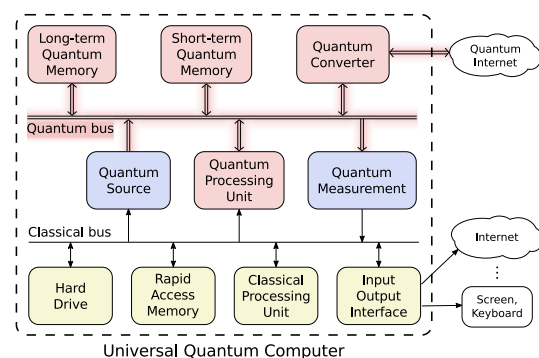 Long-term
Quantum
Memory
Short-term
Quantum
Memory
Quantum
Converter
Quantum
Internet
Quantum bus
Quantum
Source
Quantum
Processing
Unit
Quantum
Measurement
Classical bus
Hard
Drive
Rapid
Access
Memory
Classical
Processing
Unit
Input
Output
Interface
Internet
⋮
Screen,
Keyboard
Universal Quantum Computer